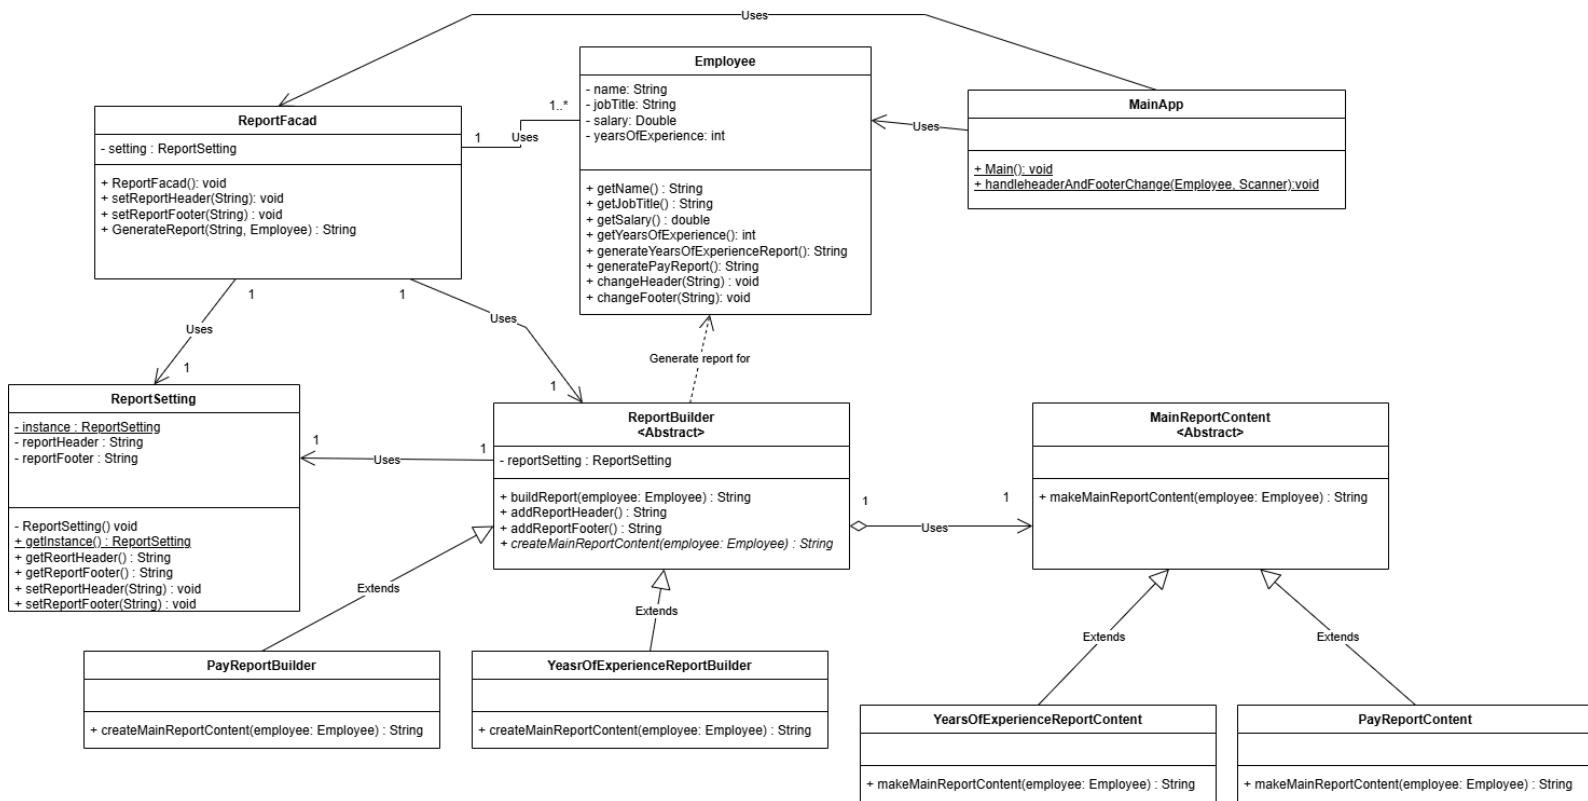 Uses
Employee
- name: String
- jobTitle: String
- salary: Double
- yearsOfExperience: int
+ getName() : String
+ getJobTitle() : String
+ getSalary() : double
+ getYearsOfExperience(): int
+ generateYearsOfExperienceReport(): String
+ generatePayReport(): String
+ changeHeader(String) : void
+ changeFooter(String): void
MainApp
+ Main(): void
+ handleheaderAndFooterChange(Employee, Scanner):void
Uses
ReportFacad
- setting : ReportSetting
+ ReportFacad(): void
+ setReportHeader(String): void
+ setReportFooter(String) : void
+ GenerateReport(String, Employee) : String
1
Uses
1..*
1
Uses
1
1
Uses
1
Generate report for
ReportSetting
- instance : ReportSetting
- reportHeader : String
- reportFooter : String
- ReportSetting() void
+ getInstance() : ReportSetting
+ getReortHeader() : String
+ getReportFooter() : String
+ setReportHeader(String) : void
+ setReportFooter(String) : void
1
Uses
1
ReportBuilder
<Abstract>
- reportSetting : ReportSetting
+ buildReport(employee: Employee) : String
+ addReportHeader() : String
+ addReportFooter() : String
+ createMainReportContent(employee: Employee) : String
1
Uses
1
MainReportContent
<Abstract>
+ makeMainReportContent(employee: Employee) : String
Extends
Extends
Extends
Extends
PayReportBuilder
+ createMainReportContent(employee: Employee) : String
YeasrOfExperienceReportBuilder
+ createMainReportContent(employee: Employee) : String
YearsOfExperienceReportContent
+ makeMainReportContent(employee: Employee) : String
PayReportContent
+ makeMainReportContent(employee: Employee) : String